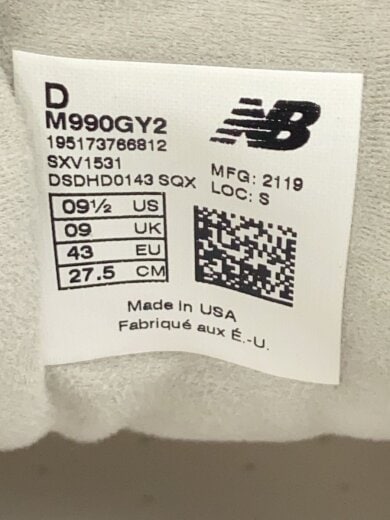 D
M990GY2
195173766812
SXV1531
DSDHD0143 SQX
NB
MFG: 2119
LOC: S
09½ US
09 UK
43 EU
27.5 CM
Made in USA
Fabriqué aux É.-U.